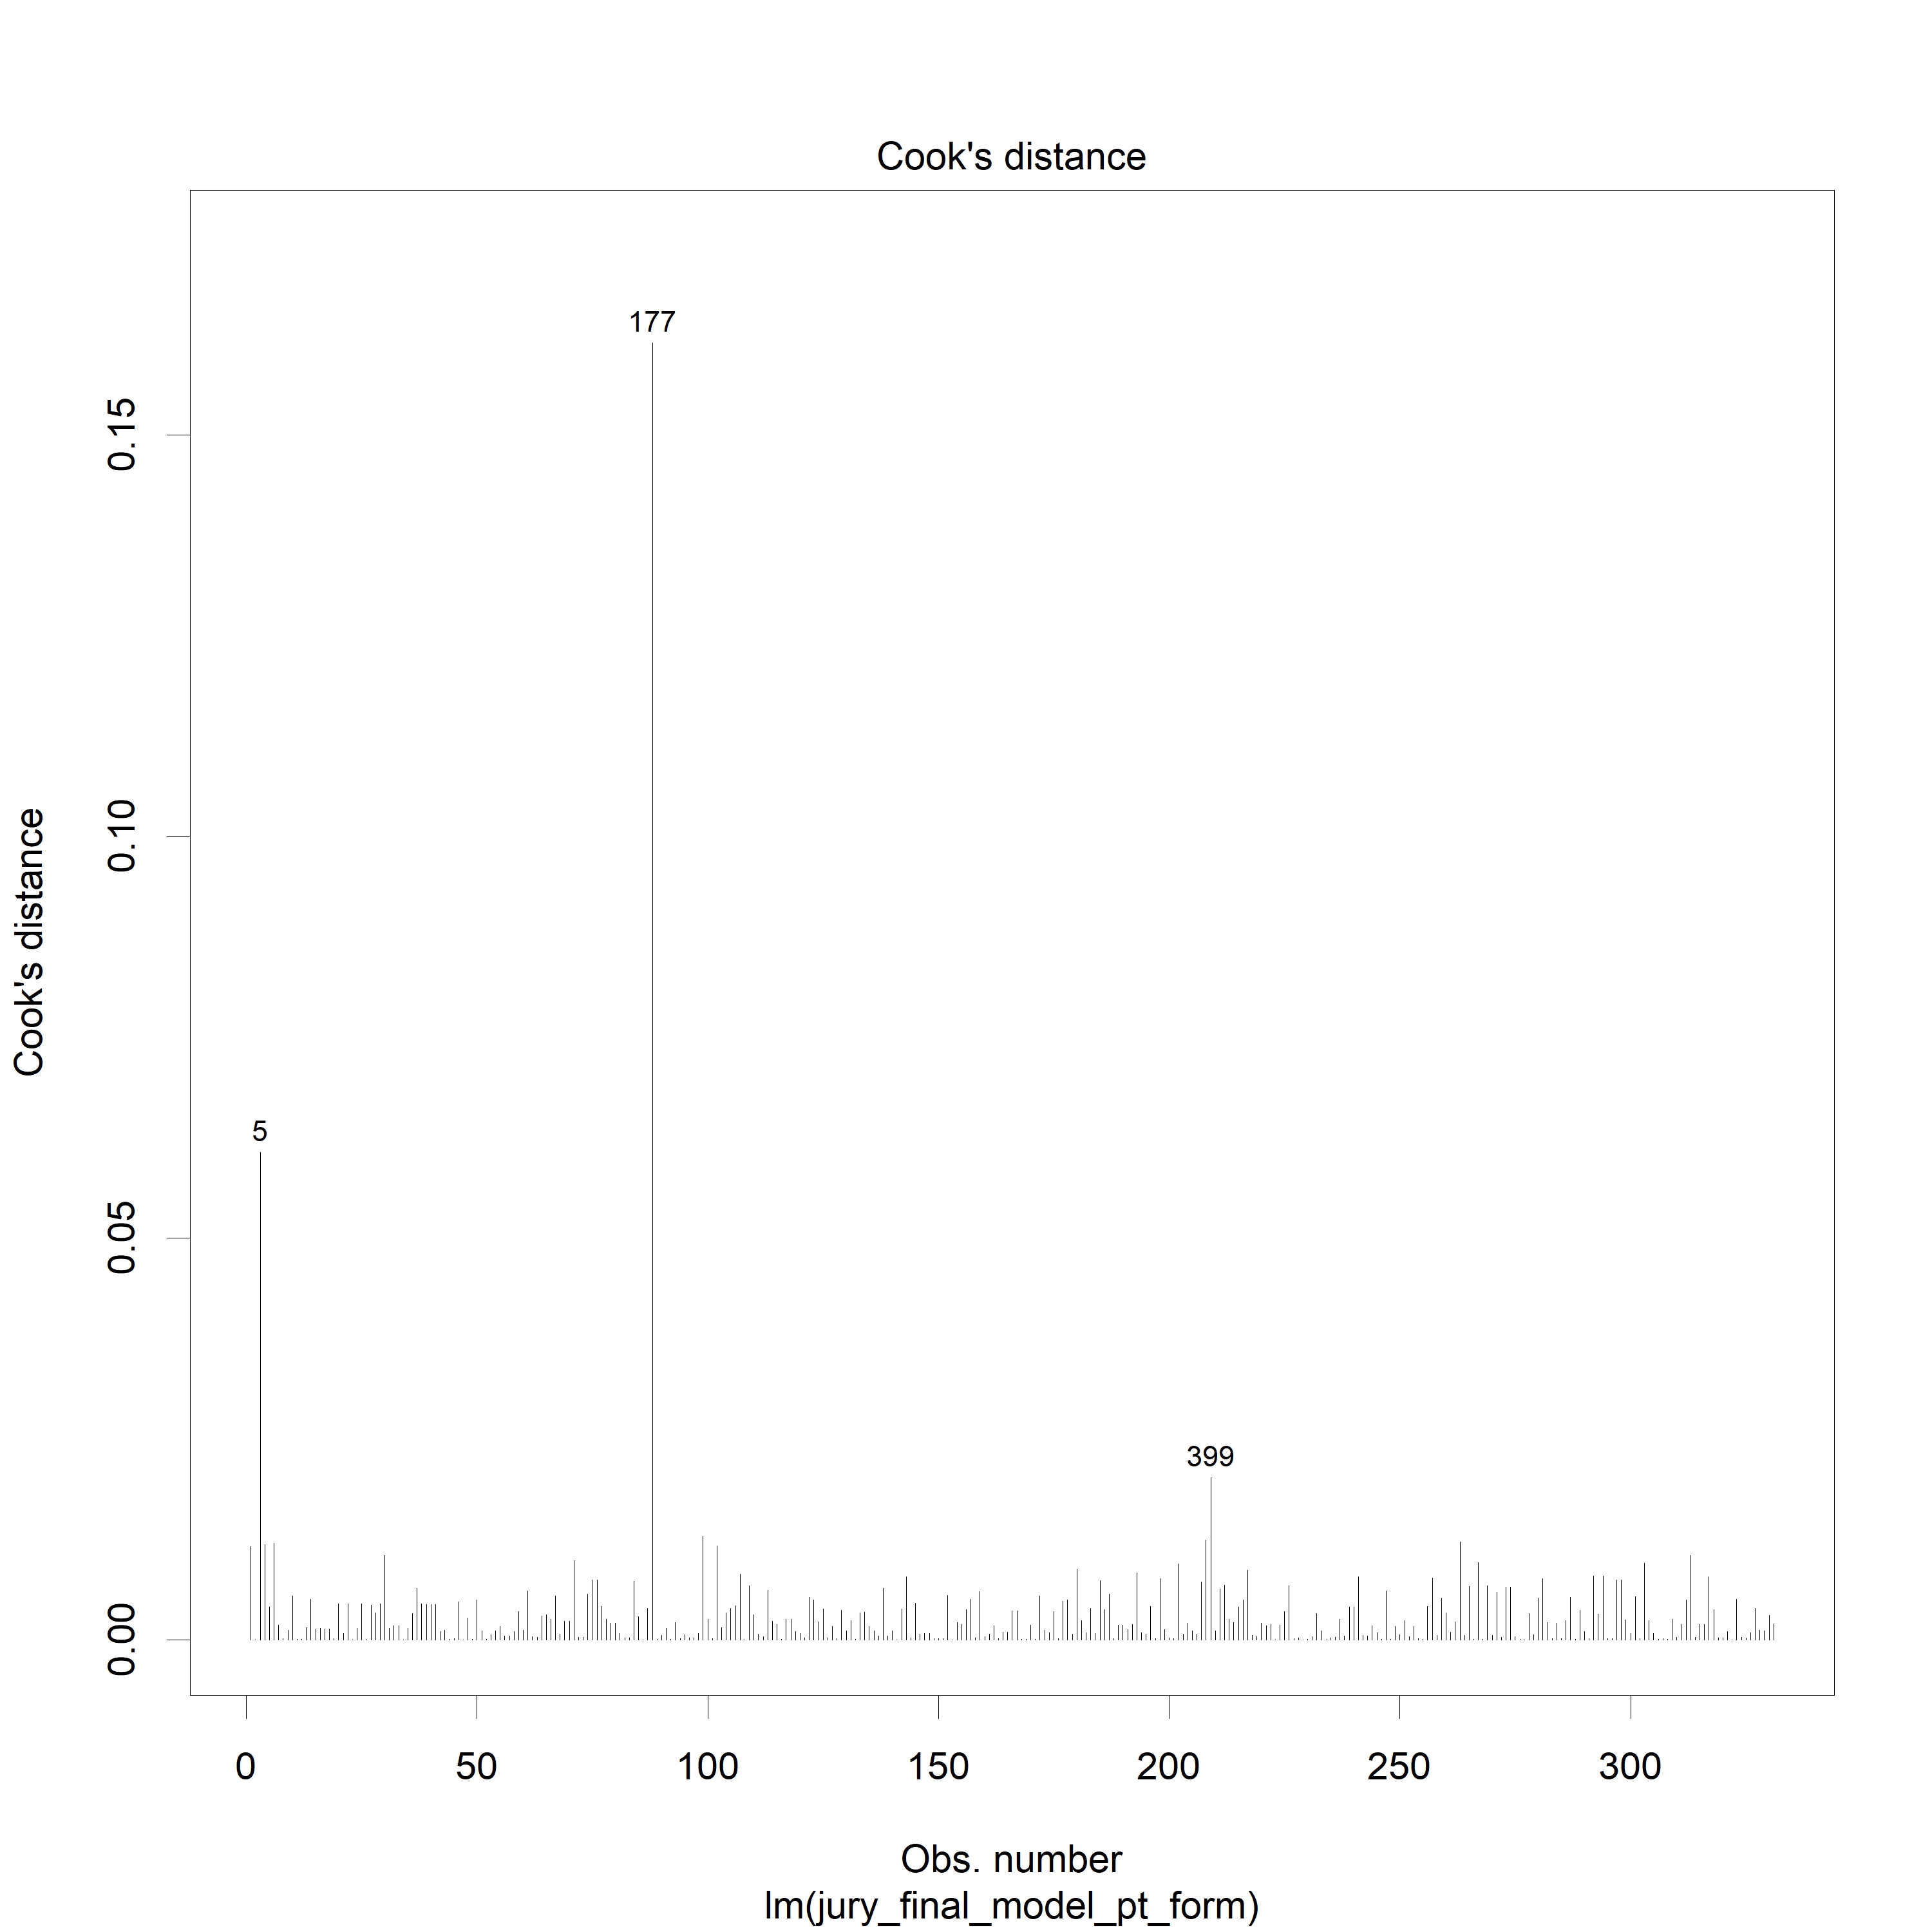 Cook's distance
177
5
399
Cook's distance
0.15
0.10
0.05
0.00
0 50 100 150 200 250 300
Obs. number
lm(jury_final_model_pt_form)